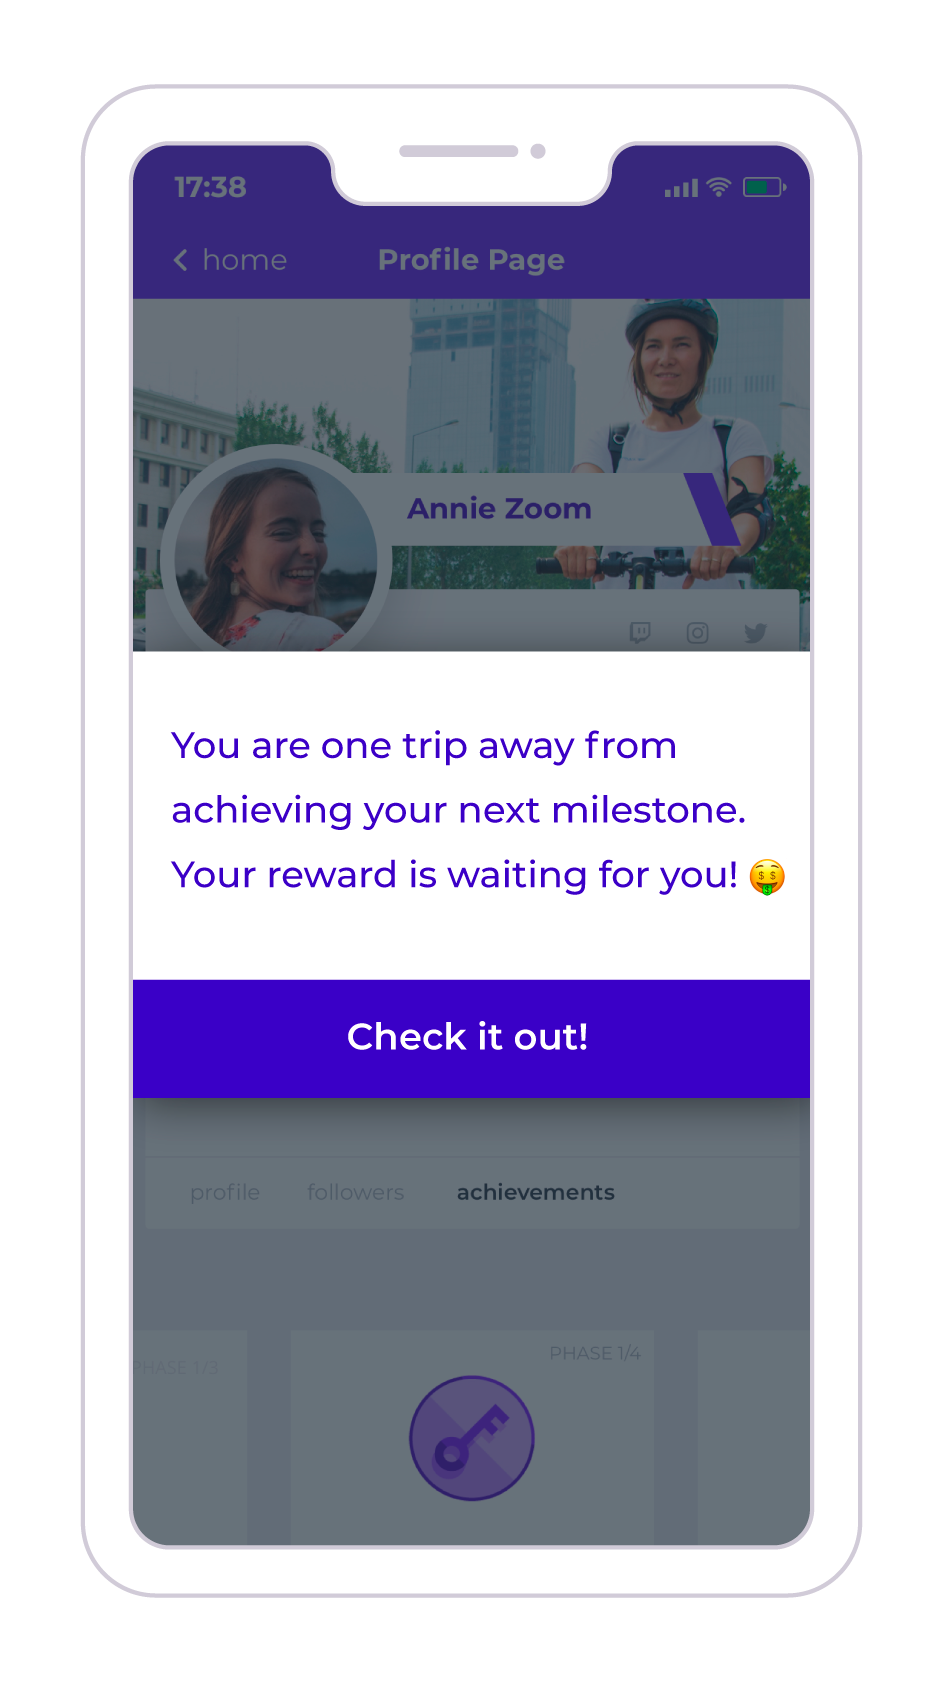 17:38
home
Profile Page
Annie Zoom
You are one trip away from
achieving your next milestone.
Your reward is waiting for you! 🤑
Check it out!
profile
followers
achievements
PHASE 1/3
PHASE 1/4